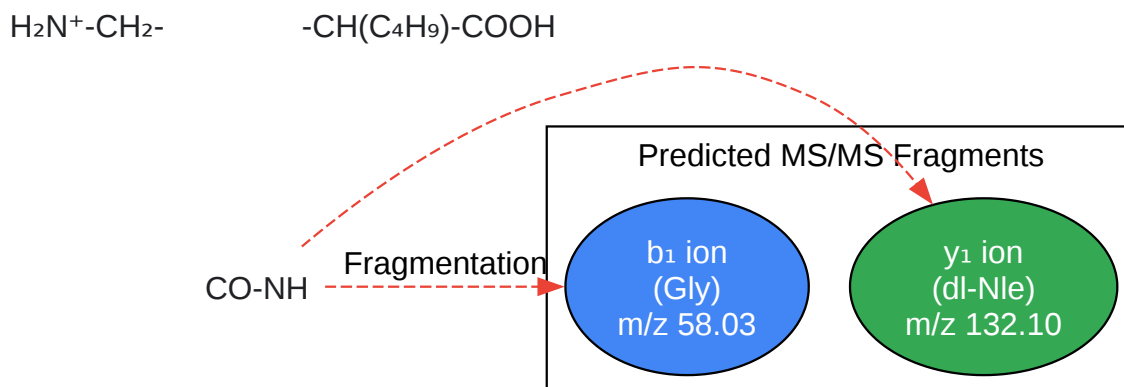 H₂N⁺-CH₂-
-CH(C₄H₉)-COOH
Predicted MS/MS Fragments
CO-NH
Fragmentation
b₁ ion
(Gly)
m/z 58.03
y₁ ion
(dl-Nle)
m/z 132.10